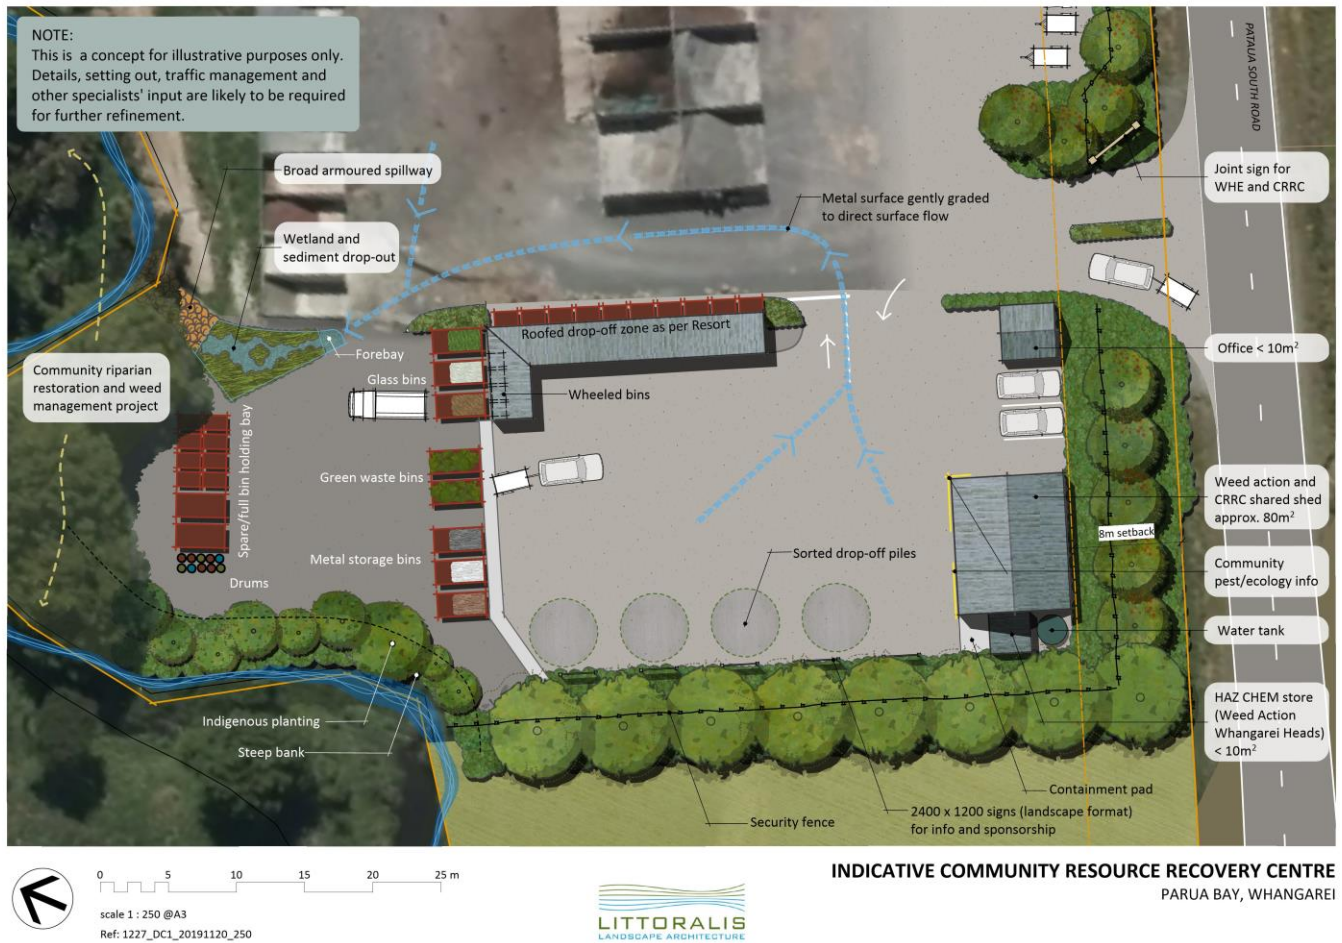 NOTE:
This is a concept for illustrative purposes only.
Details, setting out, traffic management and
other specialists' input are likely to be required
for further refinement.
PATAUA SOUTH ROAD
Broad armoured spillway
Joint sign for
WHE and CRRC
Metal surface gently graded
to direct surface flow
Wetland and
sediment drop-out
Roofed drop-off zone as per Resort
Forebay
Office < 10m²
Community riparian
restoration and weed
management project
Glass bins
Wheeled bins
Spare/full bin holding bay
Green waste bins
Weed action and
CRRC shared shed
approx. 80m²
8m setback
Metal storage bins
Sorted drop-off piles
Community
pest/ecology info
Drums
Water tank
Indigenous planting
Steep bank
HAZ CHEM store
(Weed Action
Whangarei Heads)
< 10m²
Containment pad
2400 x 1200 signs (landscape format)
for info and sponsorship
Security fence
0 5 10 15 20 25 m
scale 1 : 250 @A3
Ref: 1227_DC1_20191120_250
LITTORALIS
LANDSCAPE ARCHITECTURE
INDICATIVE COMMUNITY RESOURCE RECOVERY CENTRE
PARUA BAY, WHANGAREI